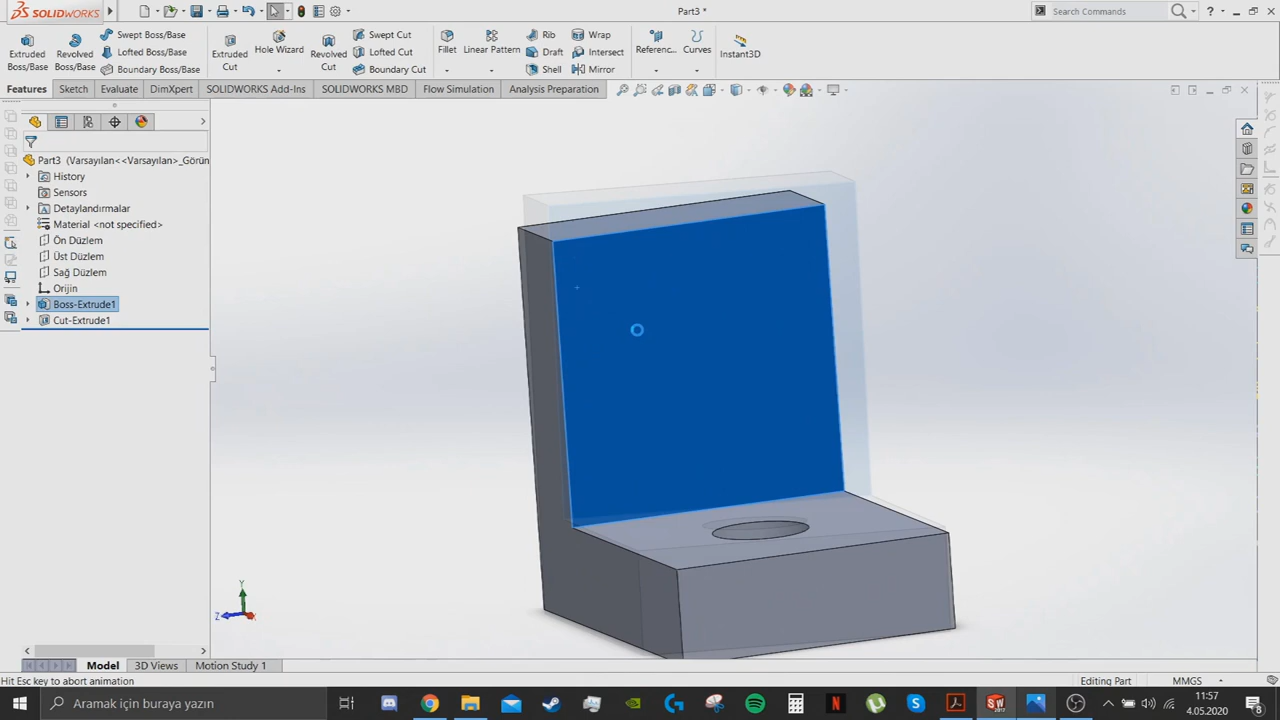 SOLIDWORKS
Part3 *
Search Commands
Extruded Boss/Base
Revolved Boss/Base
Swept Boss/Base
Lofted Boss/Base
Boundary Boss/Base
Extruded Cut
Hole Wizard
Revolved Cut
Swept Cut
Lofted Cut
Boundary Cut
Fillet
Linear Pattern
Rib
Draft
Shell
Wrap
Intersect
Mirror
Referenc...
Curves
Instant3D
Features
Sketch
Evaluate
DimXpert
SOLIDWORKS Add-Ins
SOLIDWORKS MBD
Flow Simulation
Analysis Preparation
Part3 (Varsayılan<<Varsayılan>_Görün
History
Sensors
Detaylandırmalar
Material <not specified>
Ön Düzlem
Üst Düzlem
Sağ Düzlem
Orijin
Boss-Extrude1
Cut-Extrude1
Y
Z
Model
3D Views
Motion Study 1
Hit Esc key to abort animation
Editing Part
MMGS
Aramak için buraya yazın
11:57
4.05.2020
8